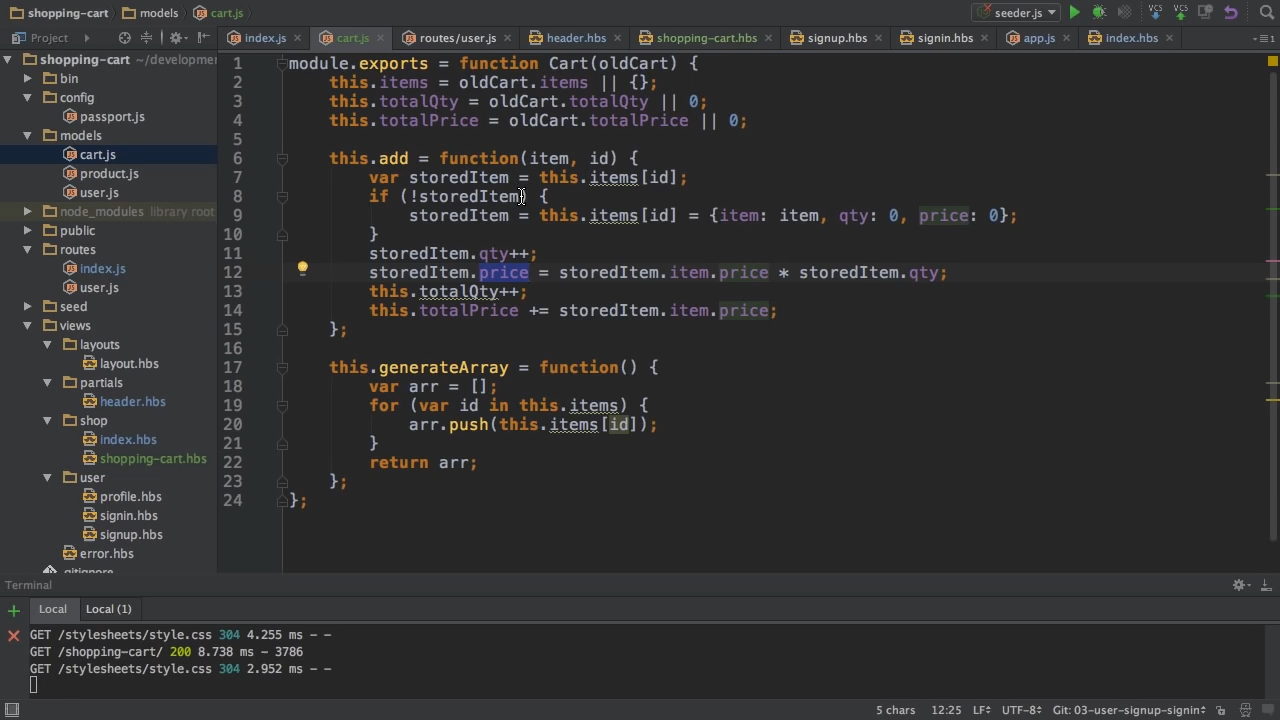 shopping-cart models cart.js seeder.js VCS VCS
Project index.js cart.js routes/user.js header.hbs shopping-cart.hbs signup.hbs signin.hbs app.js index.hbs
shopping-cart ~/developmen
bin
config
passport.js
models
cart.js
product.js
user.js
node_modules library root
public
routes
index.js
user.js
seed
views
layouts
layout.hbs
partials
header.hbs
shop
index.hbs
shopping-cart.hbs
user
profile.hbs
signin.hbs
signup.hbs
error.hbs
.gitignore
1 module.exports = function Cart(oldCart) {
2 this.items = oldCart.items || {};
3 this.totalQty = oldCart.totalQty || 0;
4 this.totalPrice = oldCart.totalPrice || 0;
5
6 this.add = function(item, id) {
7 var storedItem = this.items[id];
8 if (!storedItem) {
9 storedItem = this.items[id] = {item: item, qty: 0, price: 0};
10 }
11 storedItem.qty++;
12 storedItem.price = storedItem.item.price * storedItem.qty;
13 this.totalQty++;
14 this.totalPrice += storedItem.item.price;
15 };
16
17 this.generateArray = function() {
18 var arr = [];
19 for (var id in this.items) {
20 arr.push(this.items[id]);
21 }
22 return arr;
23 };
24 };
Terminal
Local Local (1)
GET /stylesheets/style.css 304 4.255 ms - -
GET /shopping-cart/ 200 8.738 ms - 3786
GET /stylesheets/style.css 304 2.952 ms - -
5 chars 12:25 LF UTF-8 Git: 03-user-signup-signin